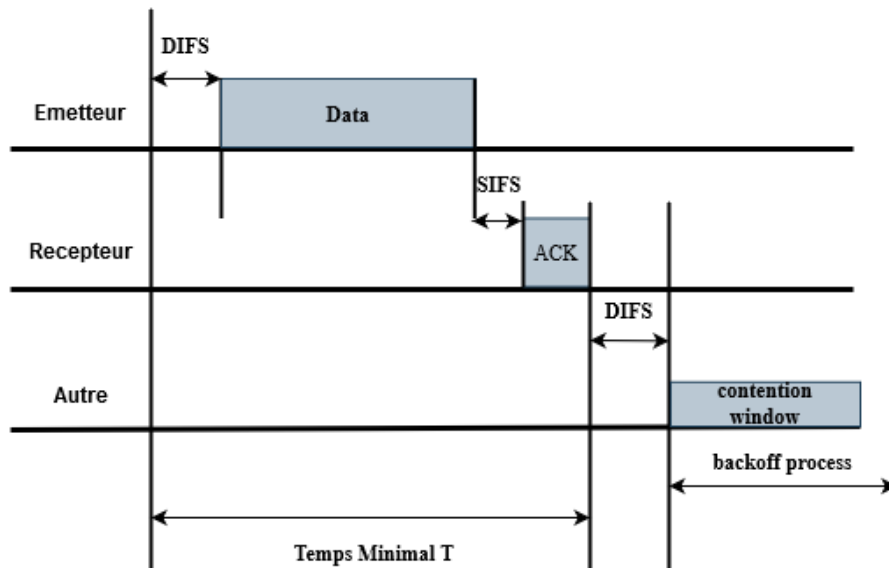 DIFS
Emetteur
Data
SIFS
Recepteur
ACK
DIFS
Autre
contention
window
backoff process
Temps Minimal T